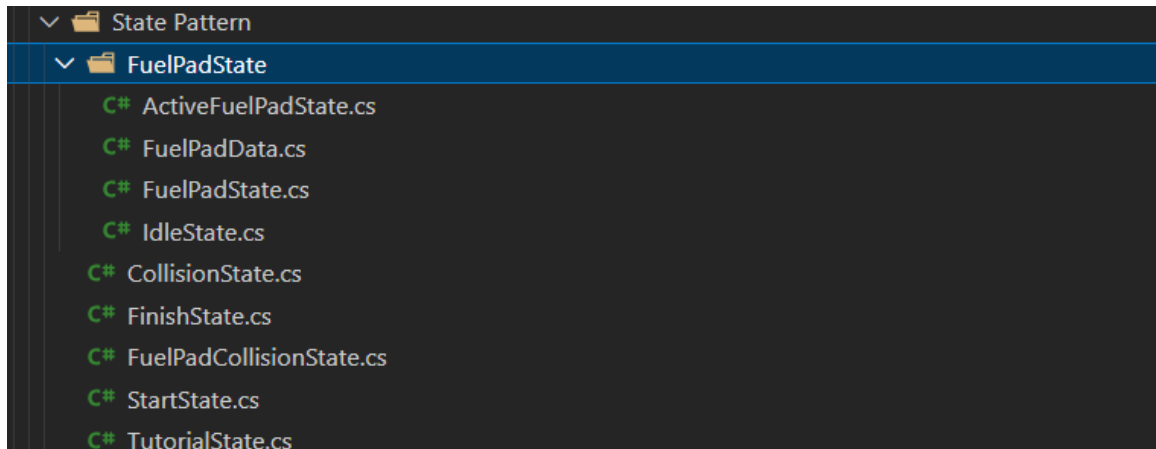 State Pattern
FuelPadState
C# ActiveFuelPadState.cs
C# FuelPadData.cs
C# FuelPadState.cs
C# IdleState.cs
C# CollisionState.cs
C# FinishState.cs
C# FuelPadCollisionState.cs
C# StartState.cs
C# TutorialState.cs